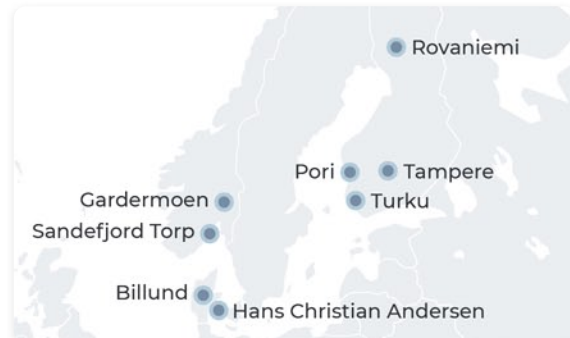 Rovaniemi
Pori
Tampere
Turku
Gardermoen
Sandefjord Torp
Billund
Hans Christian Andersen